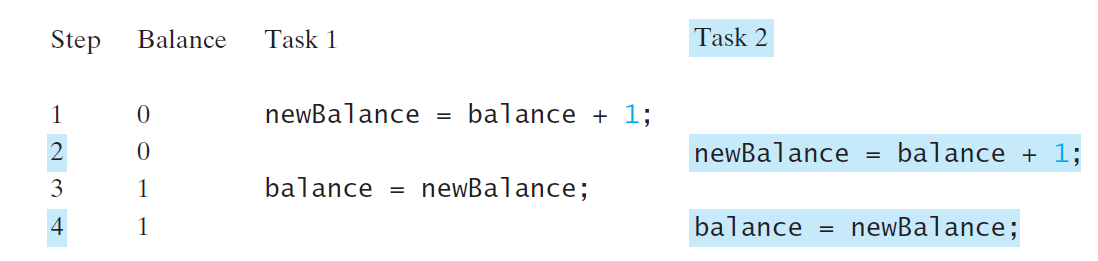 Step Balance Task 1 Task 2
1 0 newBalance = balance + 1;
2 0 newBalance = balance + 1;
3 1 balance = newBalance;
4 1 balance = newBalance;